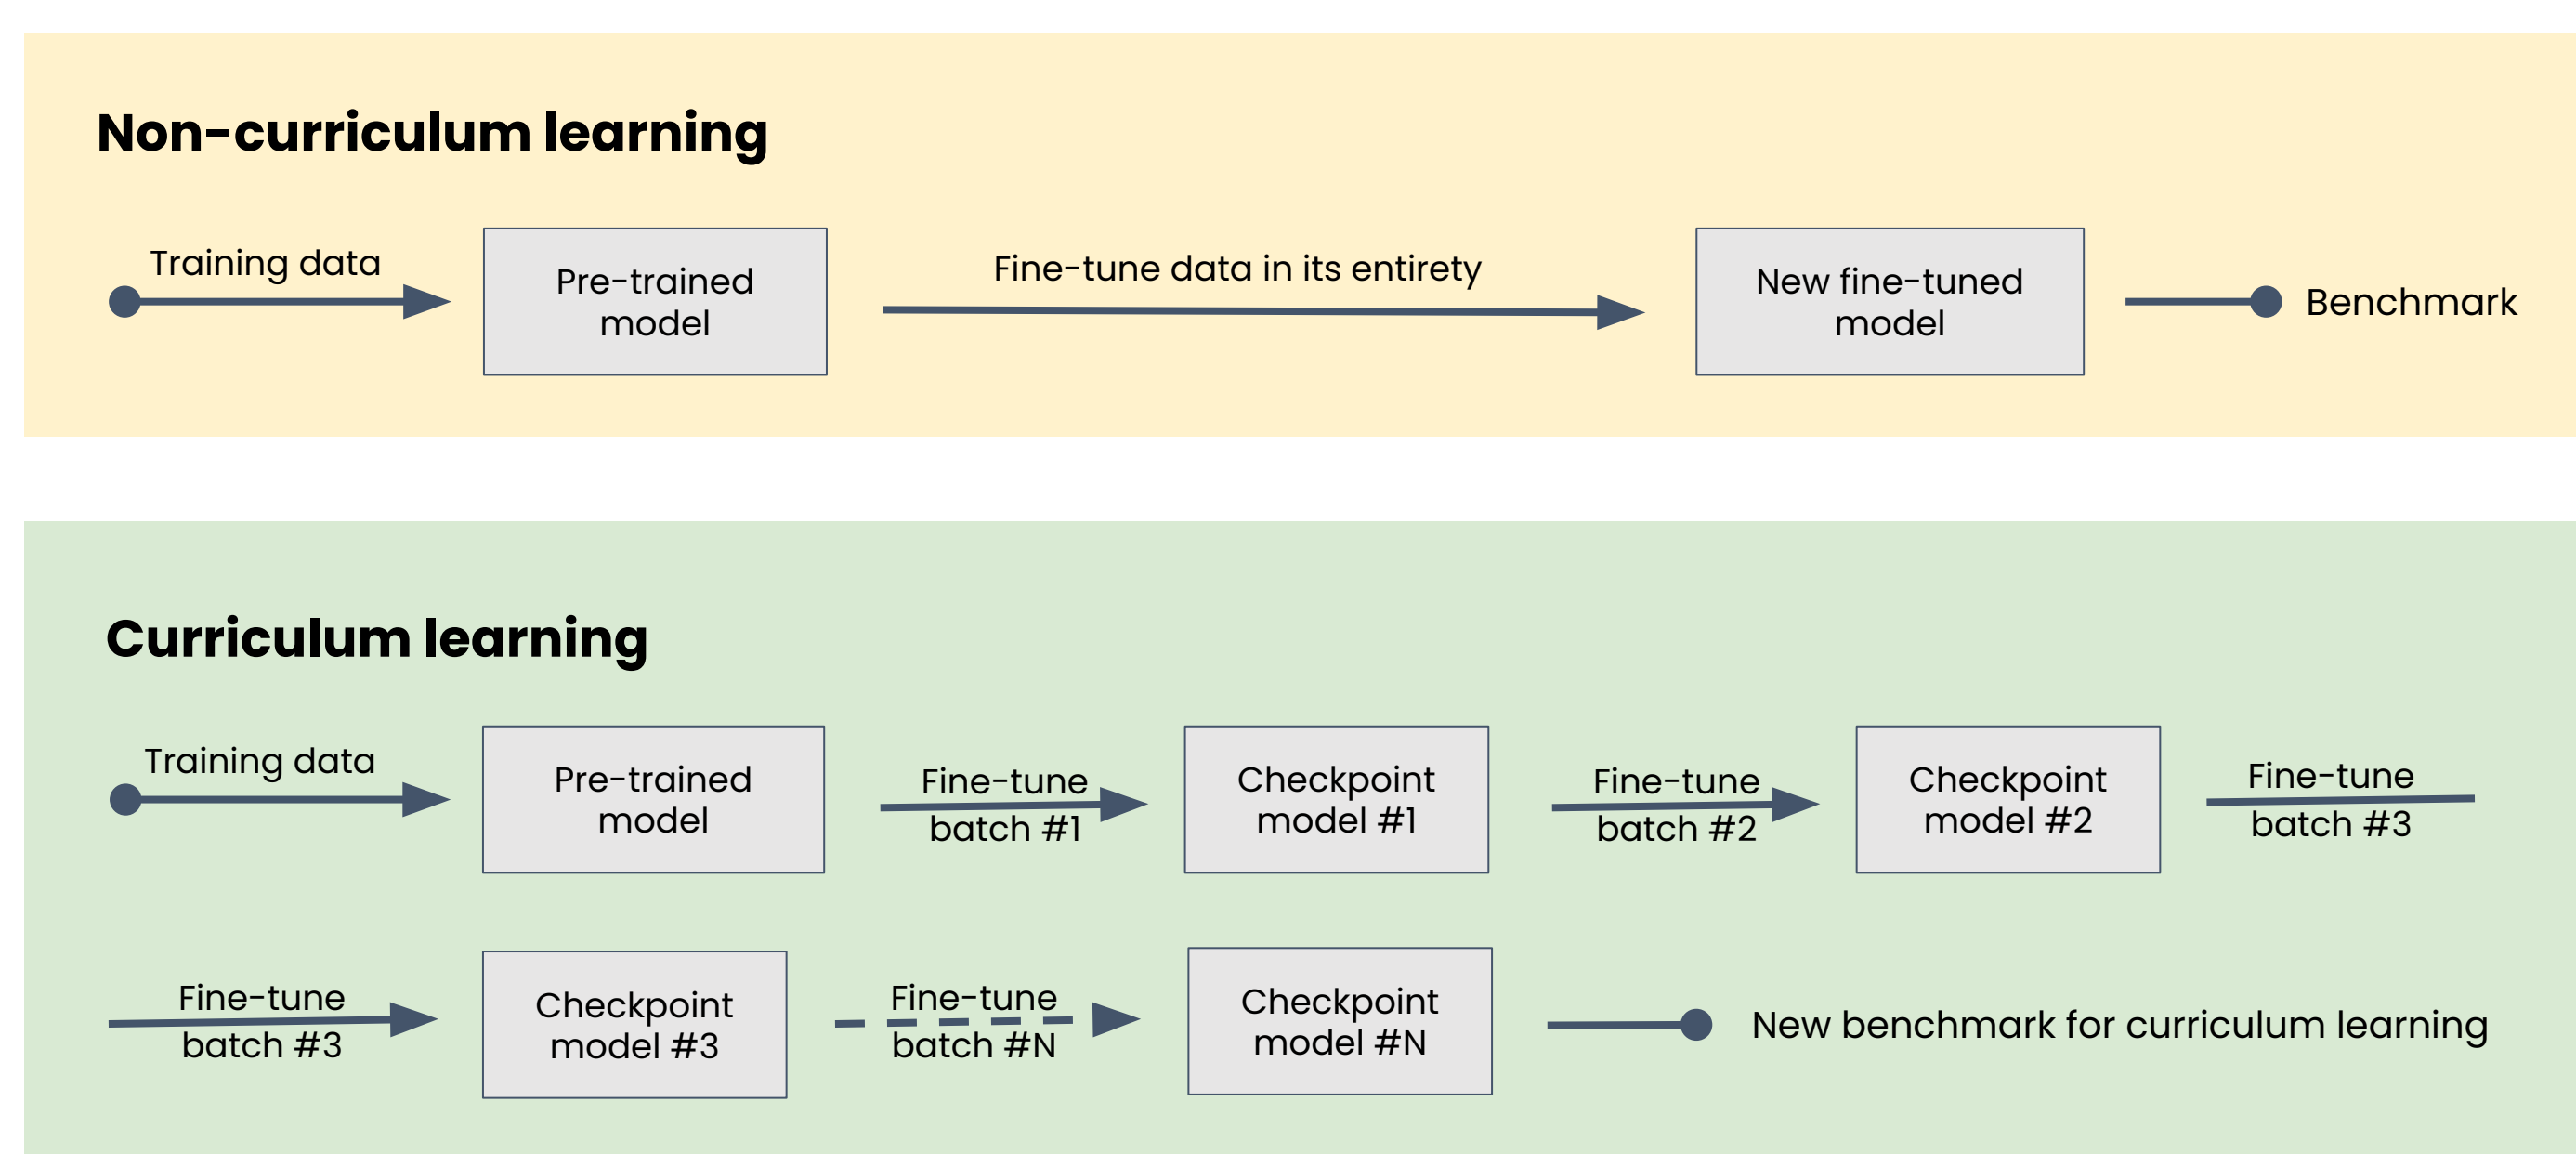 Non-curriculum learning
Training data
Pre-trained
model
Fine-tune data in its entirety
New fine-tuned
model
Benchmark
Curriculum learning
Training data
Pre-trained
model
Fine-tune
batch #1
Checkpoint
model #1
Fine-tune
batch #2
Checkpoint
model #2
Fine-tune
batch #3
Fine-tune
batch #3
Checkpoint
model #3
Fine-tune
batch #N
Checkpoint
model #N
New benchmark for curriculum learning